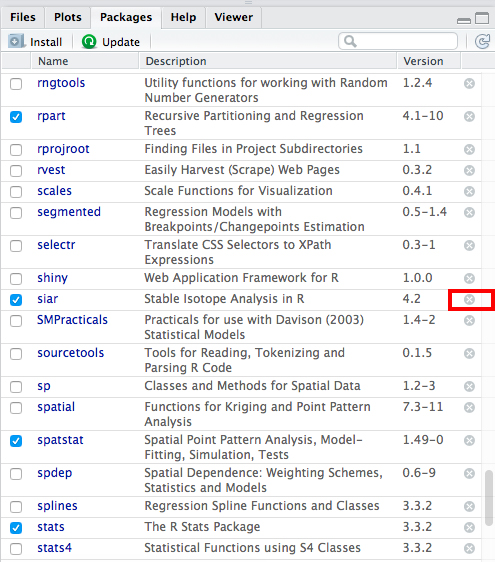 Files Plots Packages Help Viewer
Install Update
Name Description Version
rngtools Utility functions for working with Random 1.2.4
Number Generators
rpart Recursive Partitioning and Regression 4.1-10
Trees
rprojroot Finding Files in Project Subdirectories 1.1
rvest Easily Harvest (Scrape) Web Pages 0.3.2
scales Scale Functions for Visualization 0.4.1
segmented Regression Models with 0.5-1.4
Breakpoints/Changepoints Estimation
selectr Translate CSS Selectors to XPath 0.3-1
Expressions
shiny Web Application Framework for R 1.0.0
siar Stable Isotope Analysis in R 4.2
SMPracticals Practicals for use with Davison (2003) 1.4-2
Statistical Models
sourcetools Tools for Reading, Tokenizing and 0.1.5
Parsing R Code
sp Classes and Methods for Spatial Data 1.2-3
spatial Functions for Kriging and Point Pattern 7.3-11
Analysis
spatstat Spatial Point Pattern Analysis, Model- 1.49-0
Fitting, Simulation, Tests
spdep Spatial Dependence: Weighting Schemes, 0.6-9
Statistics and Models
splines Regression Spline Functions and Classes 3.3.2
stats The R Stats Package 3.3.2
stats4 Statistical Functions using S4 Classes 3.3.2